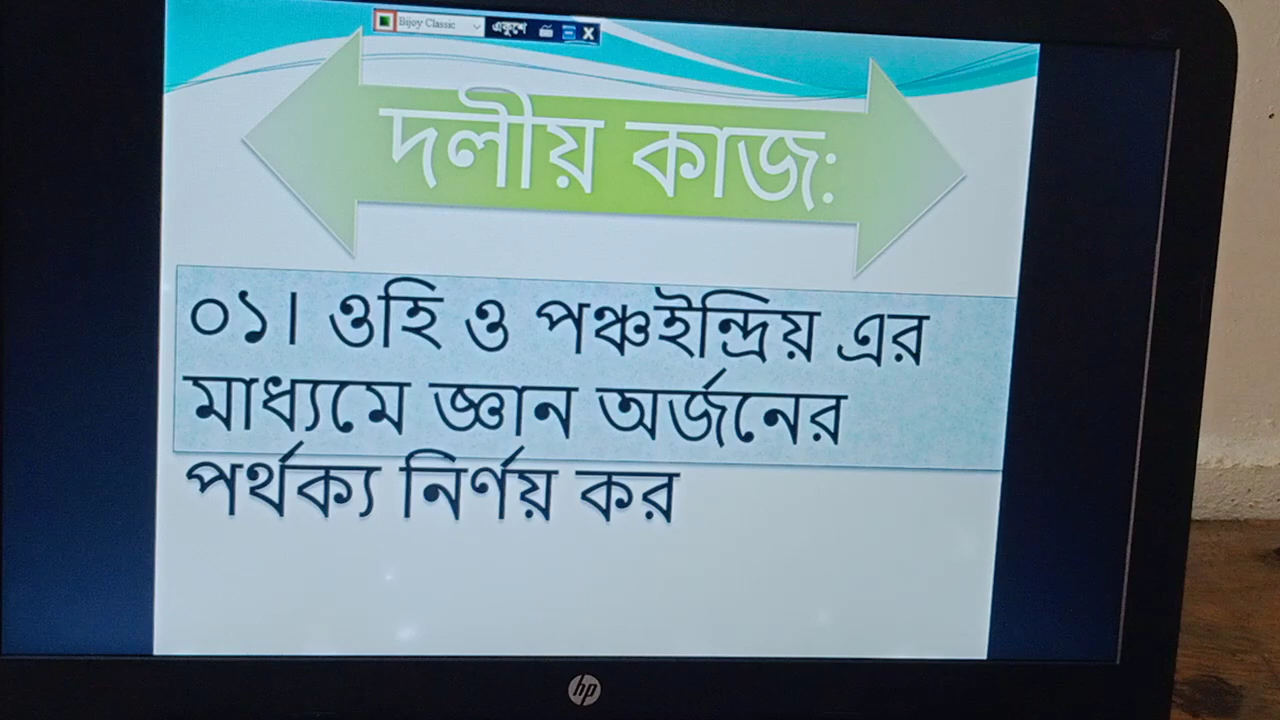 Bijoy Classic একুশে
দলীয় কাজ:
০১। ওহি ও পঞ্চইন্দ্রিয় এর
মাধ্যমে জ্ঞান অর্জনের
পর্থক্য নির্ণয় কর
hp